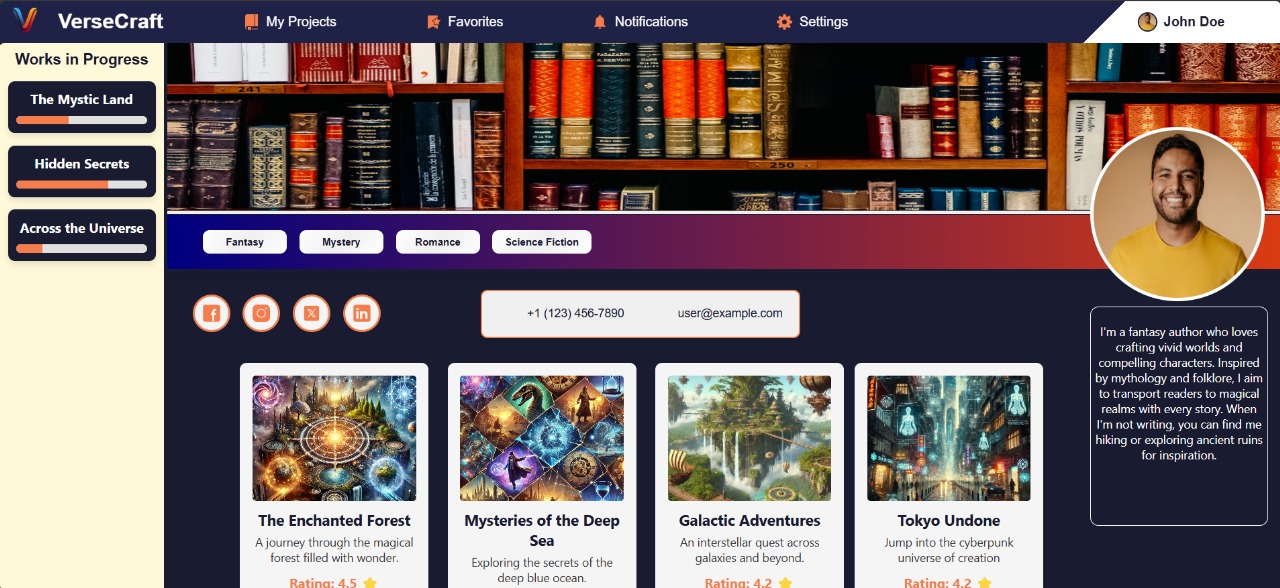 VerseCraft
My Projects
Favorites
Notifications
Settings
John Doe
Works in Progress
The Mystic Land
Hidden Secrets
Across the Universe
241
250
Fantasy
Mystery
Romance
Science Fiction
+1 (123) 456-7890
user@example.com
I'm a fantasy author who loves
crafting vivid worlds and
compelling characters. Inspired
by mythology and folklore, I aim
to transport readers to magical
realms with every story. When
I'm not writing, you can find me
hiking or exploring ancient ruins
for inspiration.
The Enchanted Forest
A journey through the magical
forest filled with wonder.
Rating: 4.5
Mysteries of the Deep
Sea
Exploring the secrets of the
deep blue ocean.
Galactic Adventures
An interstellar quest across
galaxies and beyond.
Rating: 4.2
Tokyo Undone
Jump into the cyberpunk
universe of creation
Rating: 4.2